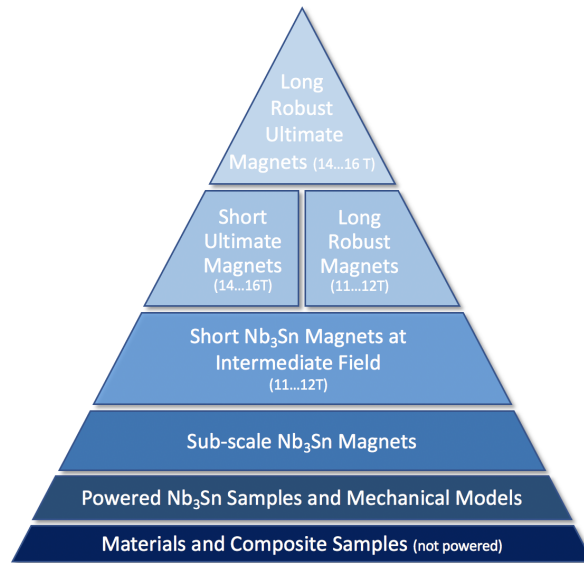 Long
Robust
Ultimate
Magnets (14...16 T)
Short
Ultimate
Magnets
(14...16T)
Long
Robust
Magnets
(11...12T)
Short Nb₃Sn Magnets at
Intermediate Field
(11...12T)
Sub-scale Nb₃Sn Magnets
Powered Nb₃Sn Samples and Mechanical Models
Materials and Composite Samples (not powered)